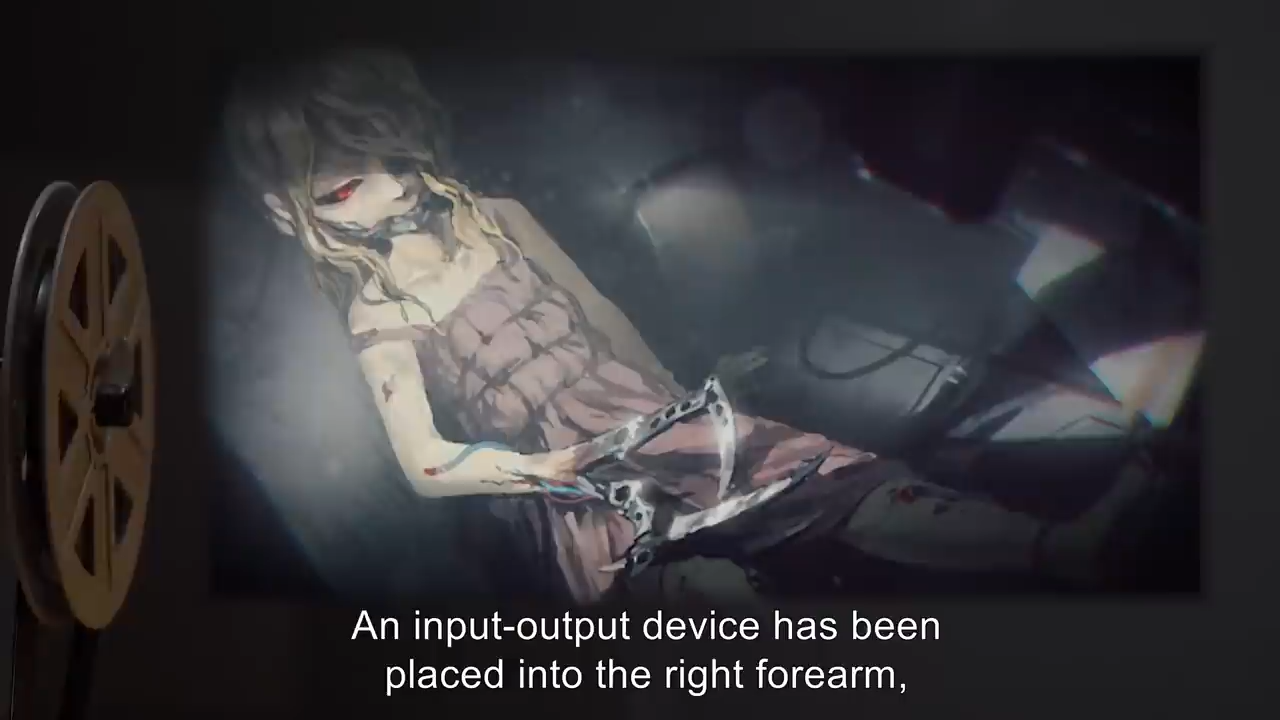 An input-output device has been
placed into the right forearm,